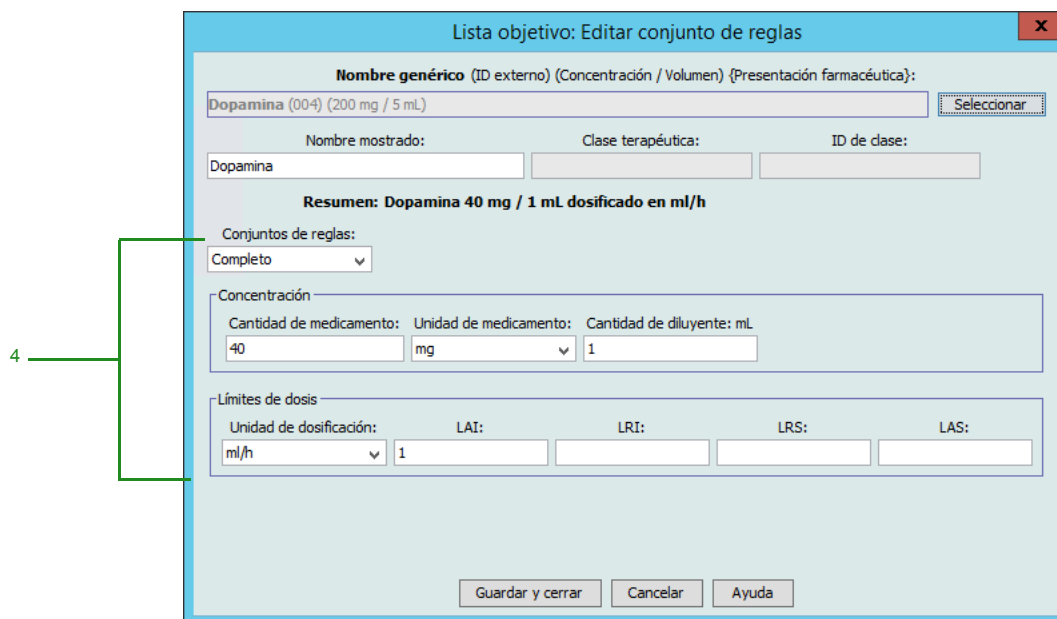 Lista objetivo: Editar conjunto de reglas
x
Nombre genérico (ID externo) (Concentración / Volumen) {Presentación farmacéutica}:
Dopamina (004) (200 mg / 5 mL)
Seleccionar
Nombre mostrado: Clase terapéutica: ID de clase:
Dopamina
Resumen: Dopamina 40 mg / 1 mL dosificado en ml/h
Conjuntos de reglas:
Completo
Concentración
Cantidad de medicamento: Unidad de medicamento: Cantidad de diluyente: mL
40 mg 1
4
Límites de dosis
Unidad de dosificación: LAI: LRI: LRS: LAS:
ml/h 1
Guardar y cerrar Cancelar Ayuda